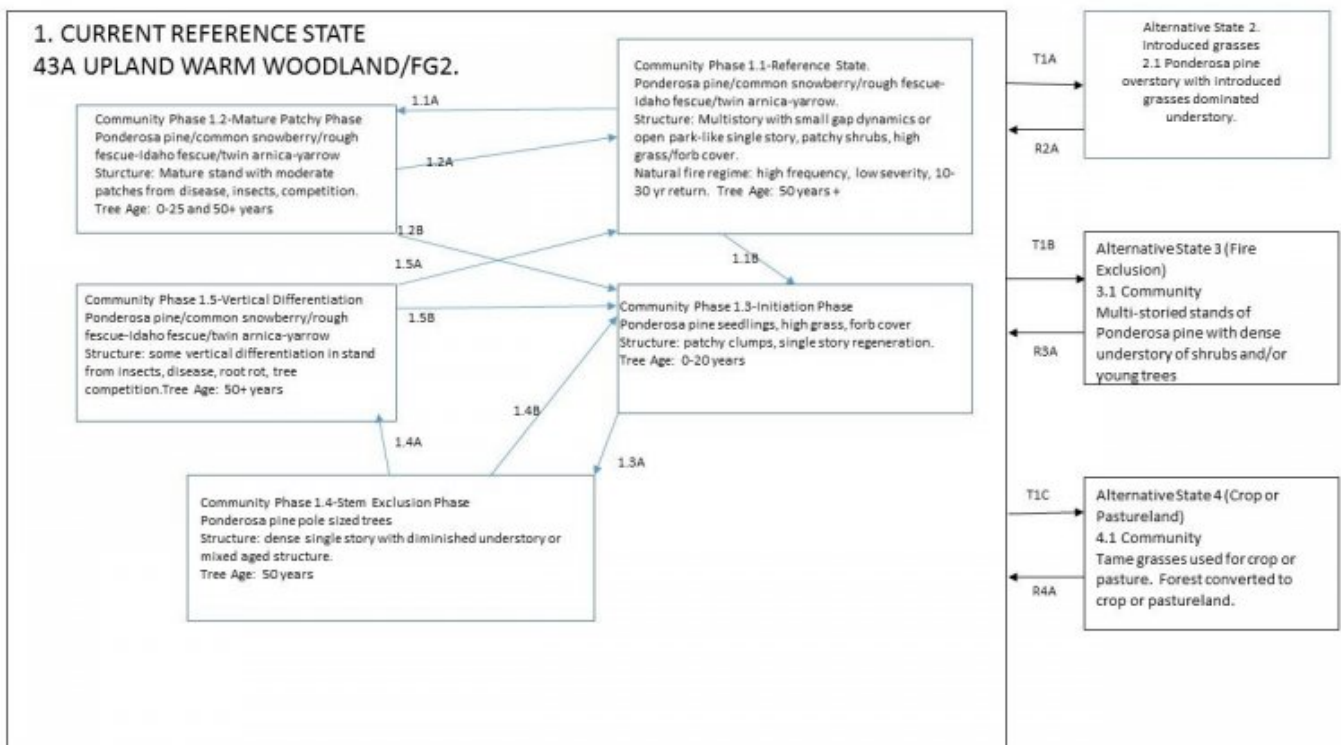 1. CURRENT REFERENCE STATE
43A UPLAND WARM WOODLAND/FG2.
Community Phase 1.2-Mature Patchy Phase
Ponderosa pine/common snowberry/rough
fescue-Idaho fescue/twin arnica-yarrow
Sturcture: Mature stand with moderate
patches from disease, insects, competition.
Tree Age: 0-25 and 50+ years
1.1A
1.2A
Community Phase 1.1-Reference State.
Ponderosa pine/common snowberry/rough fescue-
Idaho fescue/twin arnica-yarrow.
Structure: Multistory with small gap dynamics or
open park-like single story, patchy shrubs, high
grass/forb cover.
Natural fire regime: high frequency, low severity, 10-
30 yr return. Tree Age: 50 years +
1.2B
1.5A
1.1B
Community Phase 1.5-Vertical Differentiation
Ponderosa pine/common snowberry/rough
fescue-Idaho fescue/twin arnica-yarrow
Structure: some vertical differentiation in stand
from insects, disease, root rot, tree
competition.Tree Age: 50+ years
1.5B
Community Phase 1.3-Initiation Phase
Ponderosa pine seedlings, high grass, forb cover
Structure: patchy clumps, single story regeneration.
Tree Age: 0-20 years
1.4B
1.4A
1.3A
Community Phase 1.4-Stem Exclusion Phase
Ponderosa pine pole sized trees
Structure: dense single story with diminished understory or
mixed aged structure.
Tree Age: 50 years
T1A
R2A
Alternative State 2.
Introduced grasses
2.1 Ponderosa pine
overstory with introduced
grasses dominated
understory.
T1B
R3A
Alternative State 3 (Fire
Exclusion)
3.1 Community
Multi-storied stands of
Ponderosa pine with dense
understory of shrubs and/or
young trees
T1C
R4A
Alternative State 4 (Crop or
Pastureland)
4.1 Community
Tame grasses used for crop or
pasture. Forest converted to
crop or pastureland.